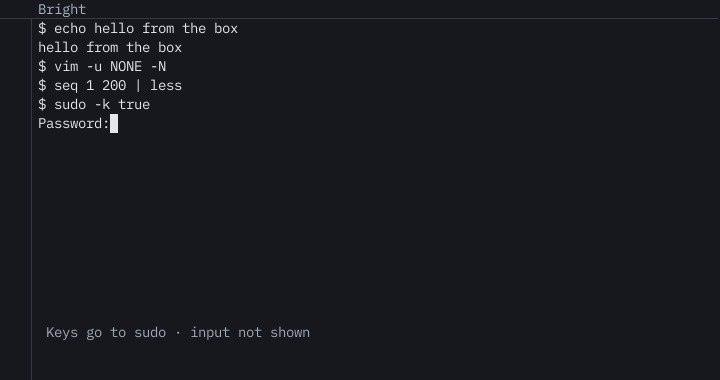 Bright
$ echo hello from the box
hello from the box
$ vim -u NONE -N
$ seq 1 200 | less
$ sudo -k true
Password:
Keys go to sudo · input not shown